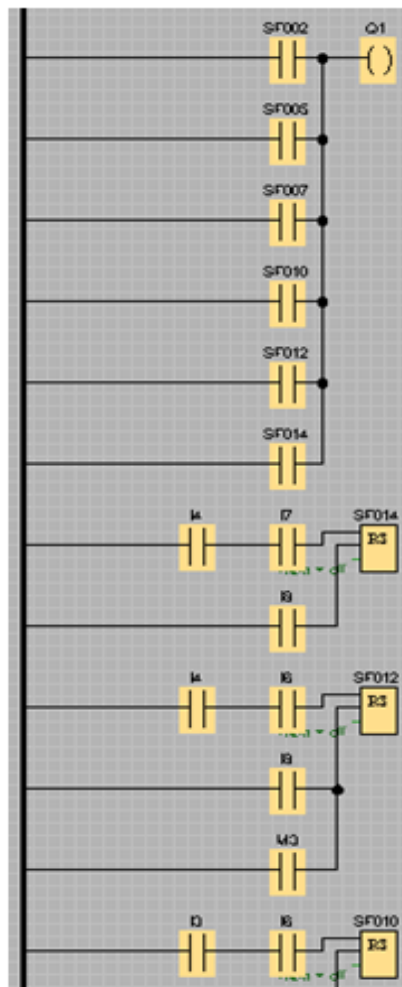 SF002 Q1
SF005
SF007
SF010
SF012
SF014
I4 I7 SF014
RS
I8
I4 I6 SF012
RS
I8
M3
I3 I6 SF010
RS